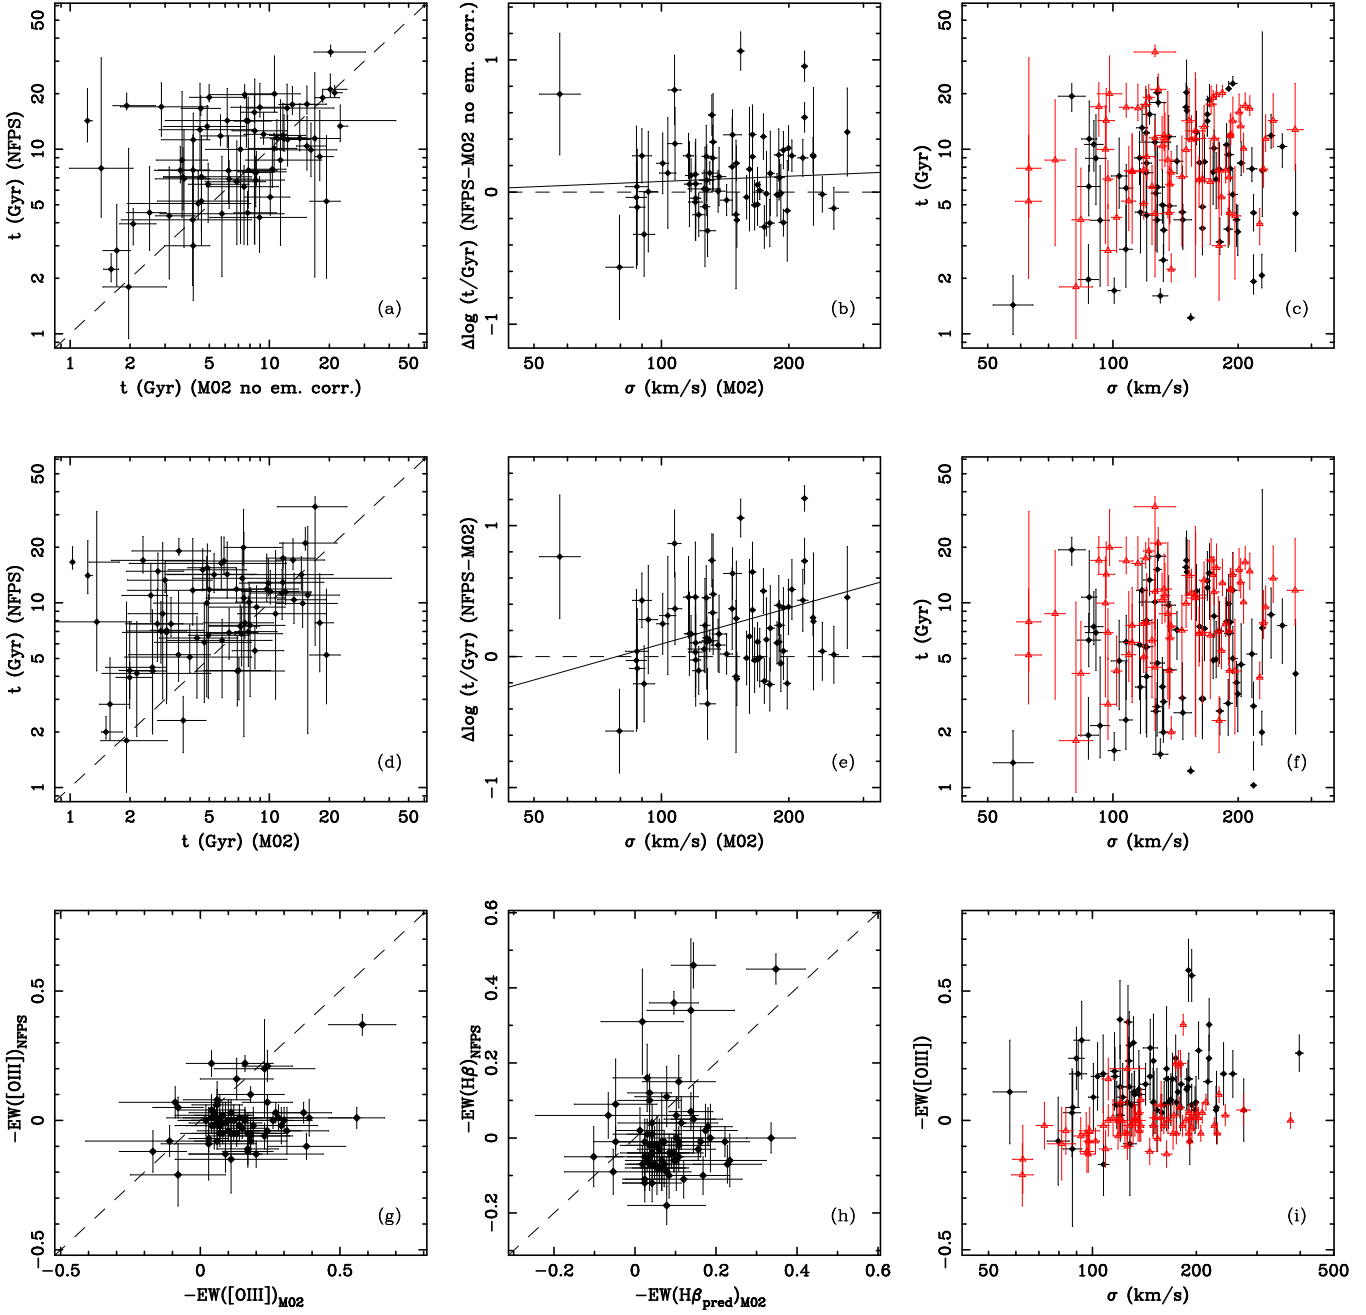 50
20
10
5
2
1
t (Gyr) (NFPS)
1
2
5
10
20
50
t (Gyr) (M02 no em. corr.)
(a)
1
0
−1
Δlog (t/Gyr) (NFPS-M02 no em. corr.)
50
100
200
σ (km/s) (M02)
(b)
50
20
10
5
2
1
t (Gyr)
50
100
200
σ (km/s)
(c)
50
20
10
5
2
1
t (Gyr) (NFPS)
1
2
5
10
20
50
t (Gyr) (M02)
(d)
1
0
−1
Δlog (t/Gyr) (NFPS-M02)
50
100
200
σ (km/s) (M02)
(e)
50
20
10
5
2
1
t (Gyr)
50
100
200
σ (km/s)
(f)
0.5
0
−0.5
−EW([OIII])NFPS
−0.5
0
0.5
−EW([OIII])M02
(g)
0.6
0.4
0.2
0
−0.2
−EW(Hβ)NFPS
−0.2
0
0.2
0.4
0.6
−EW(Hβpred)M02
(h)
0.5
0
−0.5
−EW([OIII])
50
100
200
500
σ (km/s)
(i)